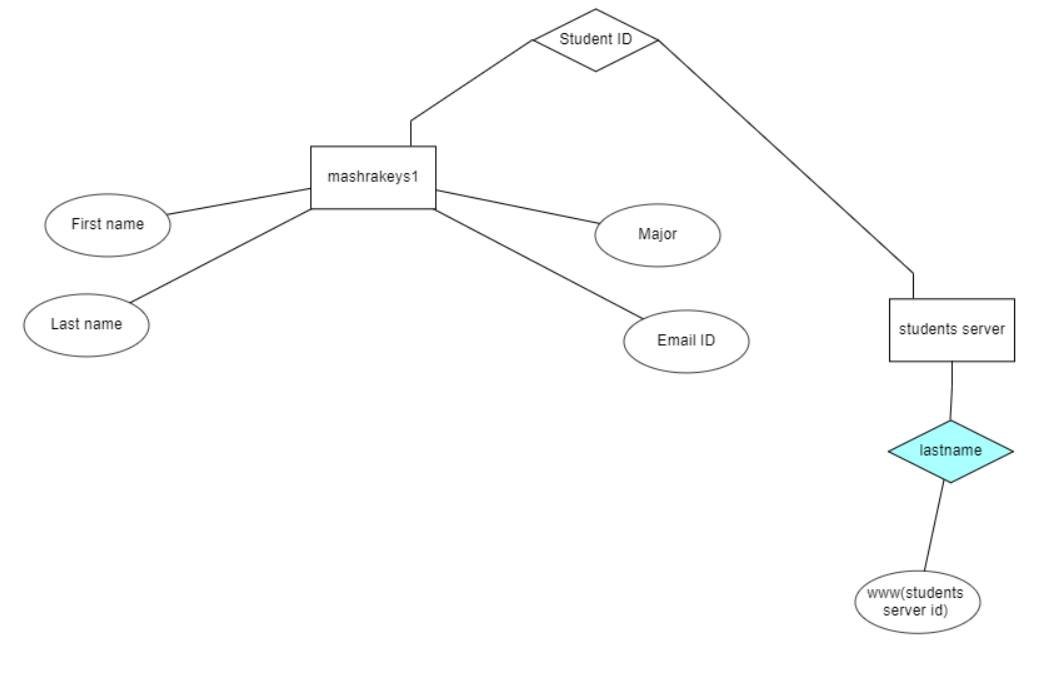 Student ID
mashrakeys1
First name
Major
Last name
Email ID
students server
lastname
www(students
server id)